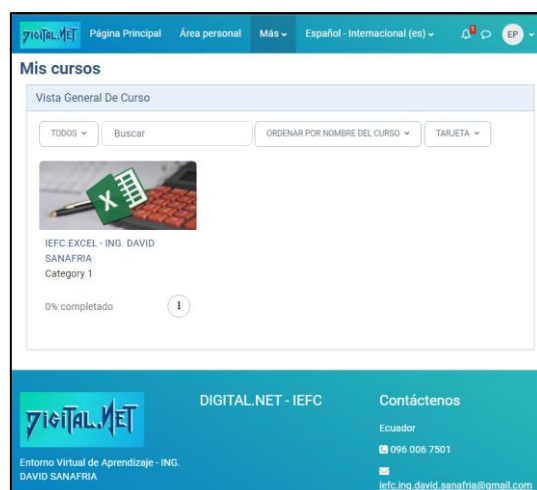 DIGITAL.NET Página Principal Área personal Más Español - Internacional (es) 1 EP
Mis cursos
Vista General De Curso
TODOS Buscar ORDENAR POR NOMBRE DEL CURSO TARJETA
X
IEFC.EXCEL - ING. DAVID
SANAFRIA
Category 1
0% completado
DIGITAL.NET
Entorno Virtual de Aprendizaje - ING.
DAVID SANAFRIA
DIGITAL.NET - IEFC
Contáctenos
Ecuador
096 006 7501
iefc.ing.david.sanafria@gmail.com